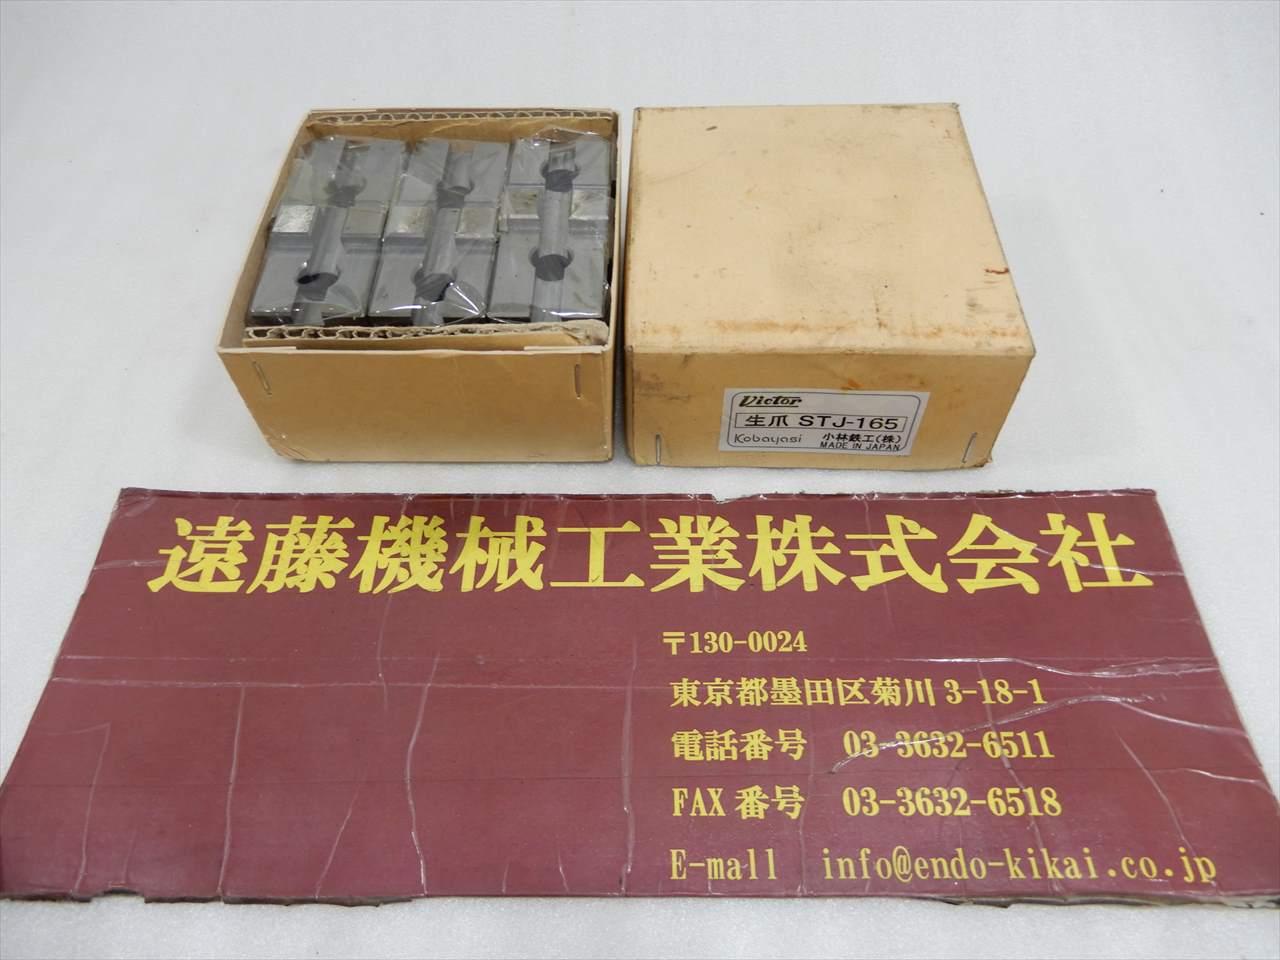 Victor
生爪 STJ-165
Kobayasi 小林鉄工(株)
MADE IN JAPAN
遠藤機械工業株式会社
〒130-0024
東京都墨田区菊川 3-18-1
電話番号 03-3632-6511
FAX 番号 03-3632-6518
E-mall info@endo-kikai.co.jp